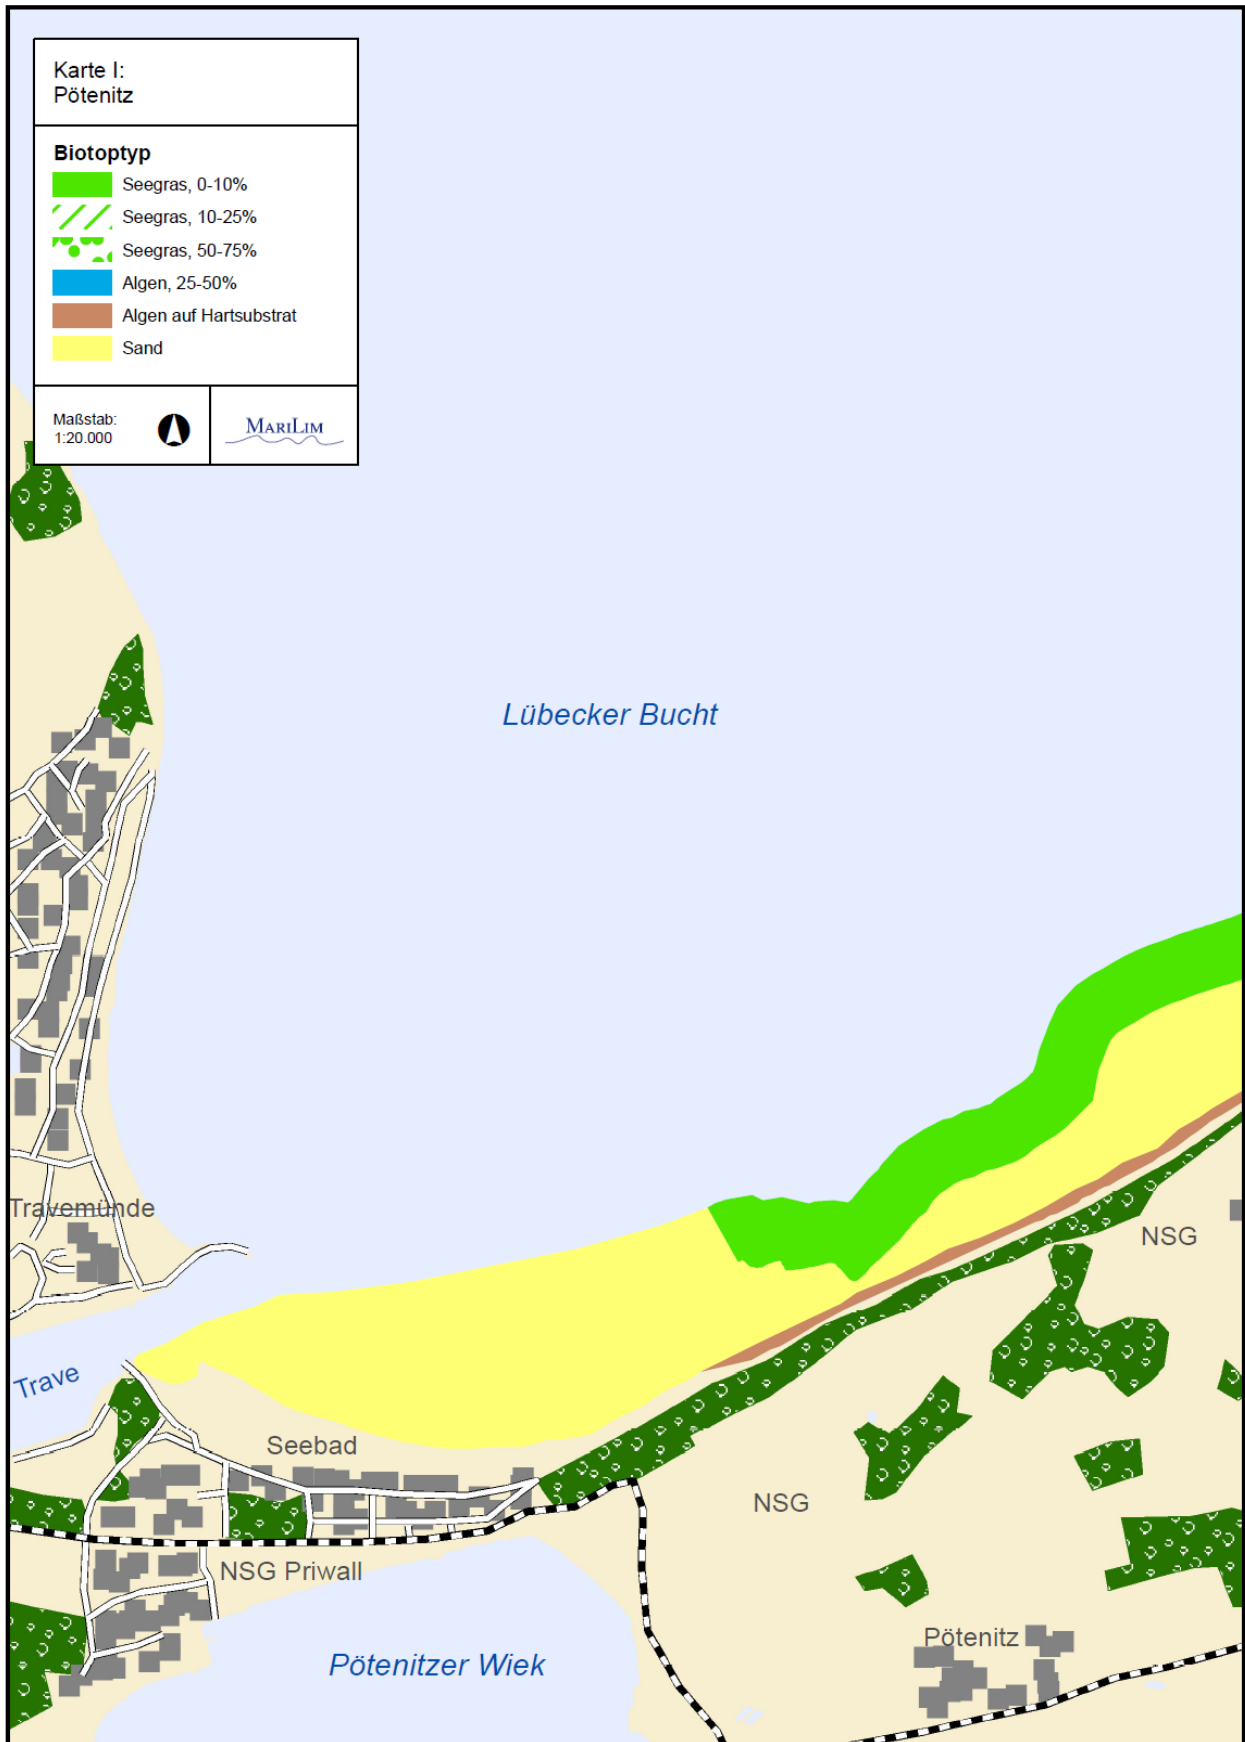 Karte I:
Pötenitz
Biotoptyp
Seegras, 0-10%
Seegras, 10-25%
Seegras, 50-75%
Algen, 25-50%
Algen auf Hartsubstrat
Sand
Maßstab:
1:20.000
MARILIM
Lübecker Bucht
Travemünde
NSG
Trave
Seebad
NSG
NSG Priwall
Pötenitz
Pötenitzer Wiek